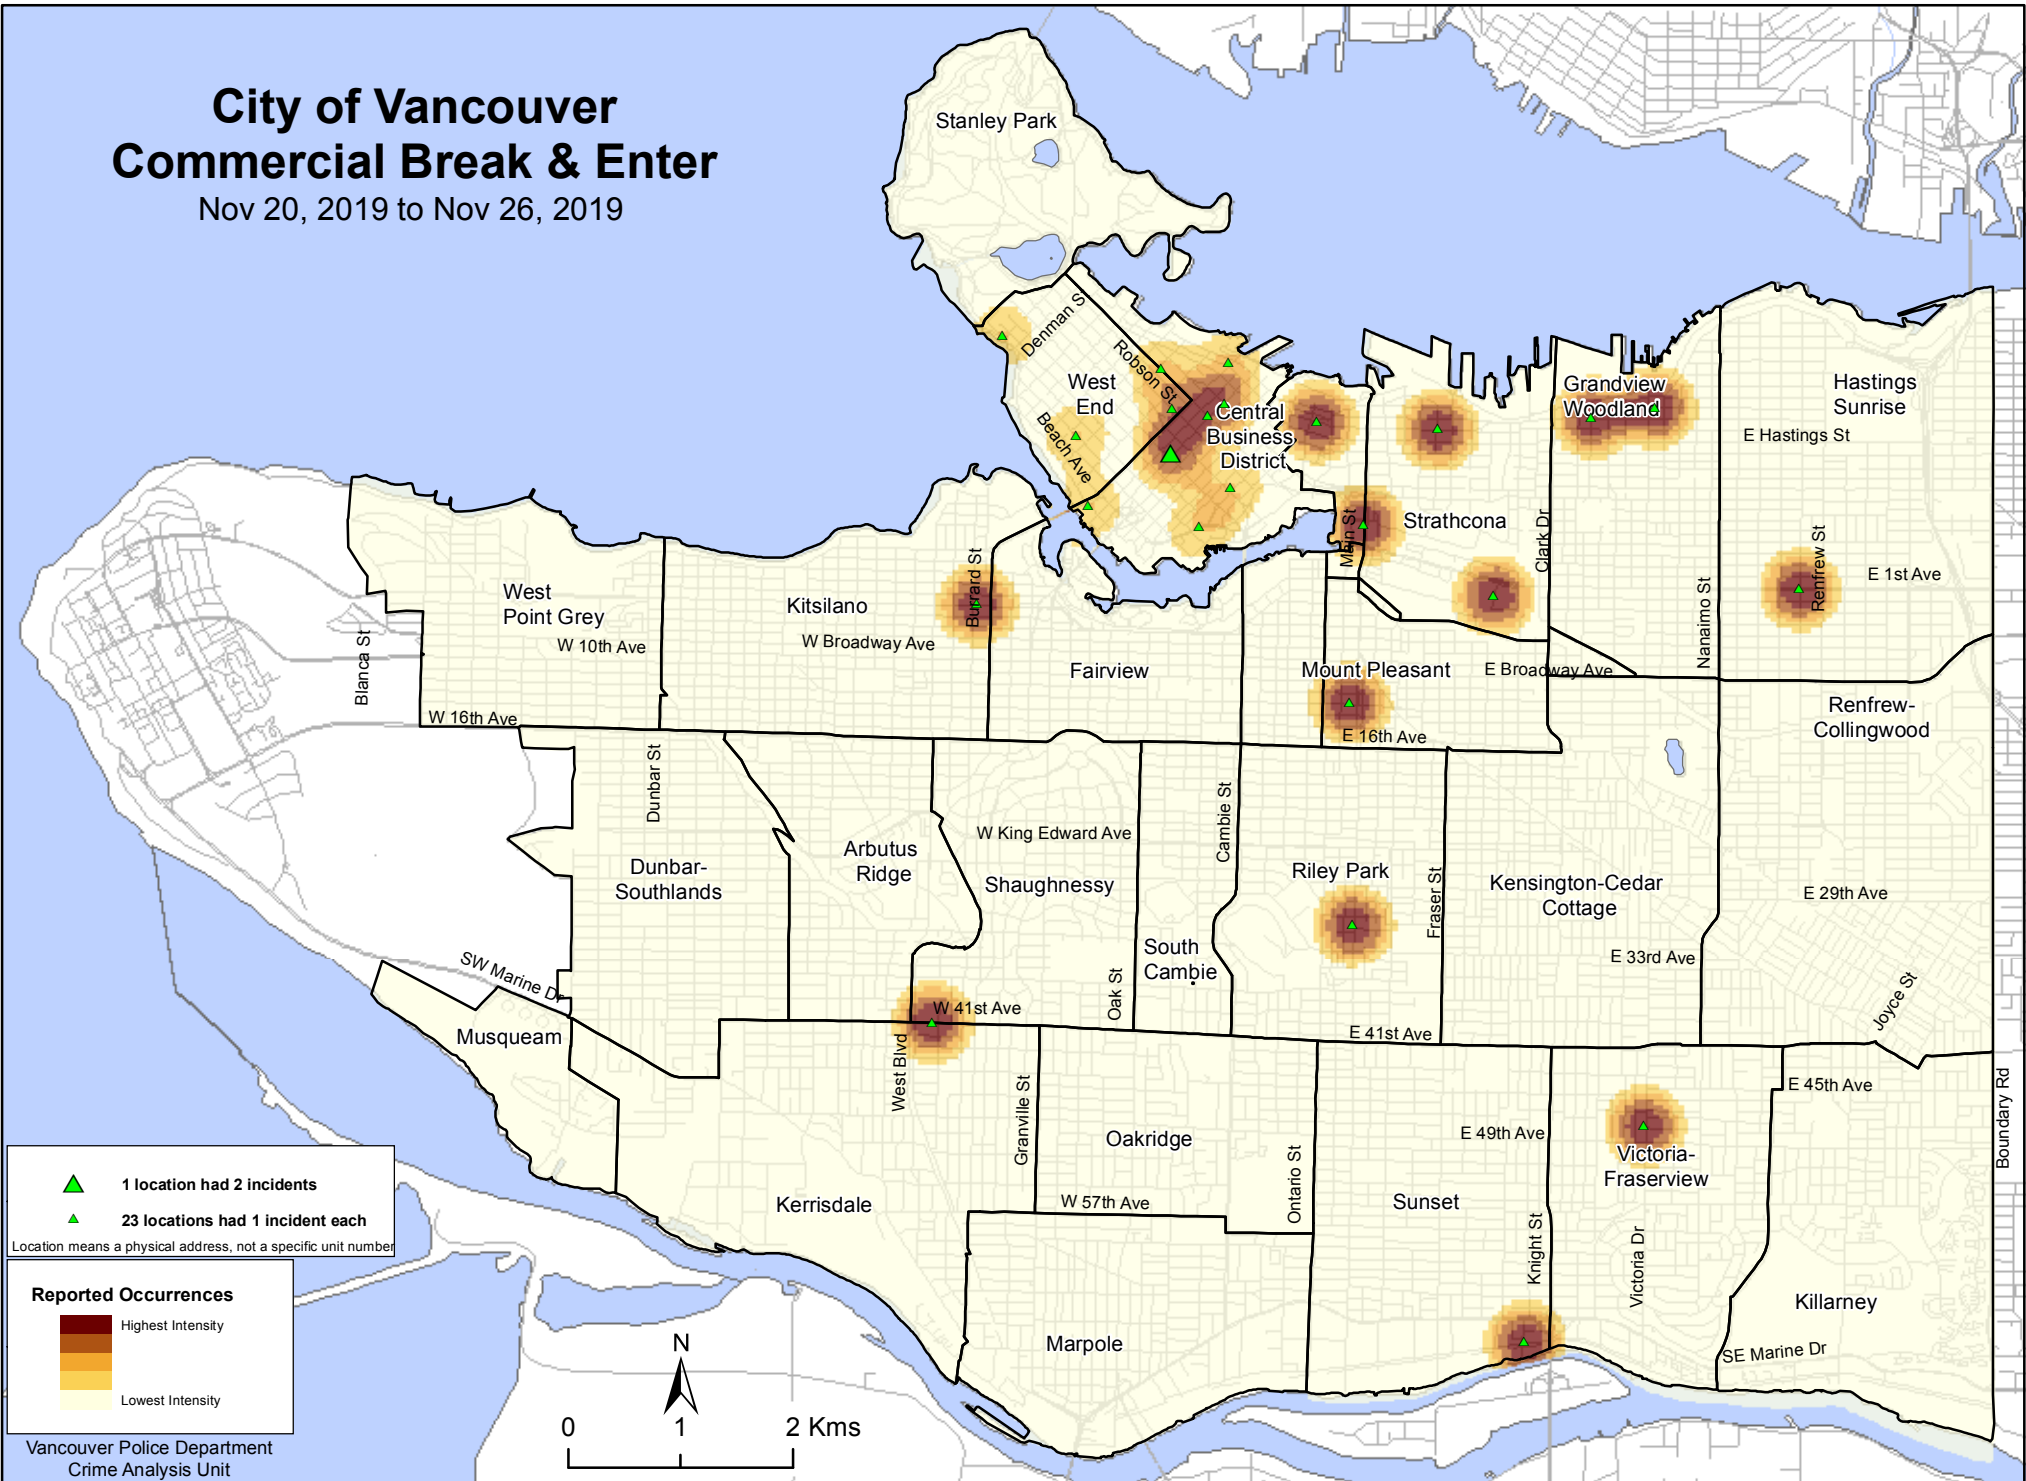 City of Vancouver
Commercial Break & Enter
Nov 20, 2019 to Nov 26, 2019
Stanley Park
Denman S
Robson St
West
End
Beach Ave
Central
Business
District
Grandview
Woodland
Hastings
Sunrise
E Hastings St
Main St
Strathcona
Clark Dr
Nanaimo St
Renfrew St
E 1st Ave
Burrard St
West
Point Grey
Kitsilano
W 10th Ave
W Broadway Ave
Blanca St
Fairview
Mount Pleasant
E Broadway Ave
W 16th Ave
E 16th Ave
Renfrew-
Collingwood
Dunbar St
Cambie St
W King Edward Ave
Arbutus
Ridge
Dunbar-
Southlands
Shaughnessy
Riley Park
Fraser St
Kensington-Cedar
Cottage
E 29th Ave
South
Cambie
Oak St
E 33rd Ave
Joyce St
SW Marine Dr
W 41st Ave
E 41st Ave
Musqueam
West Blvd
Granville St
E 45th Ave
Boundary Rd
Oakridge
E 49th Ave
Victoria-
Fraserview
Ontario St
W 57th Ave
Kerrisdale
Sunset
Knight St
Victoria Dr
Killarney
Marpole
SE Marine Dr
1 location had 2 incidents
23 locations had 1 incident each
Location means a physical address, not a specific unit number
Reported Occurrences
Highest Intensity
Lowest Intensity
N
0 1 2 Kms
Vancouver Police Department
Crime Analysis Unit